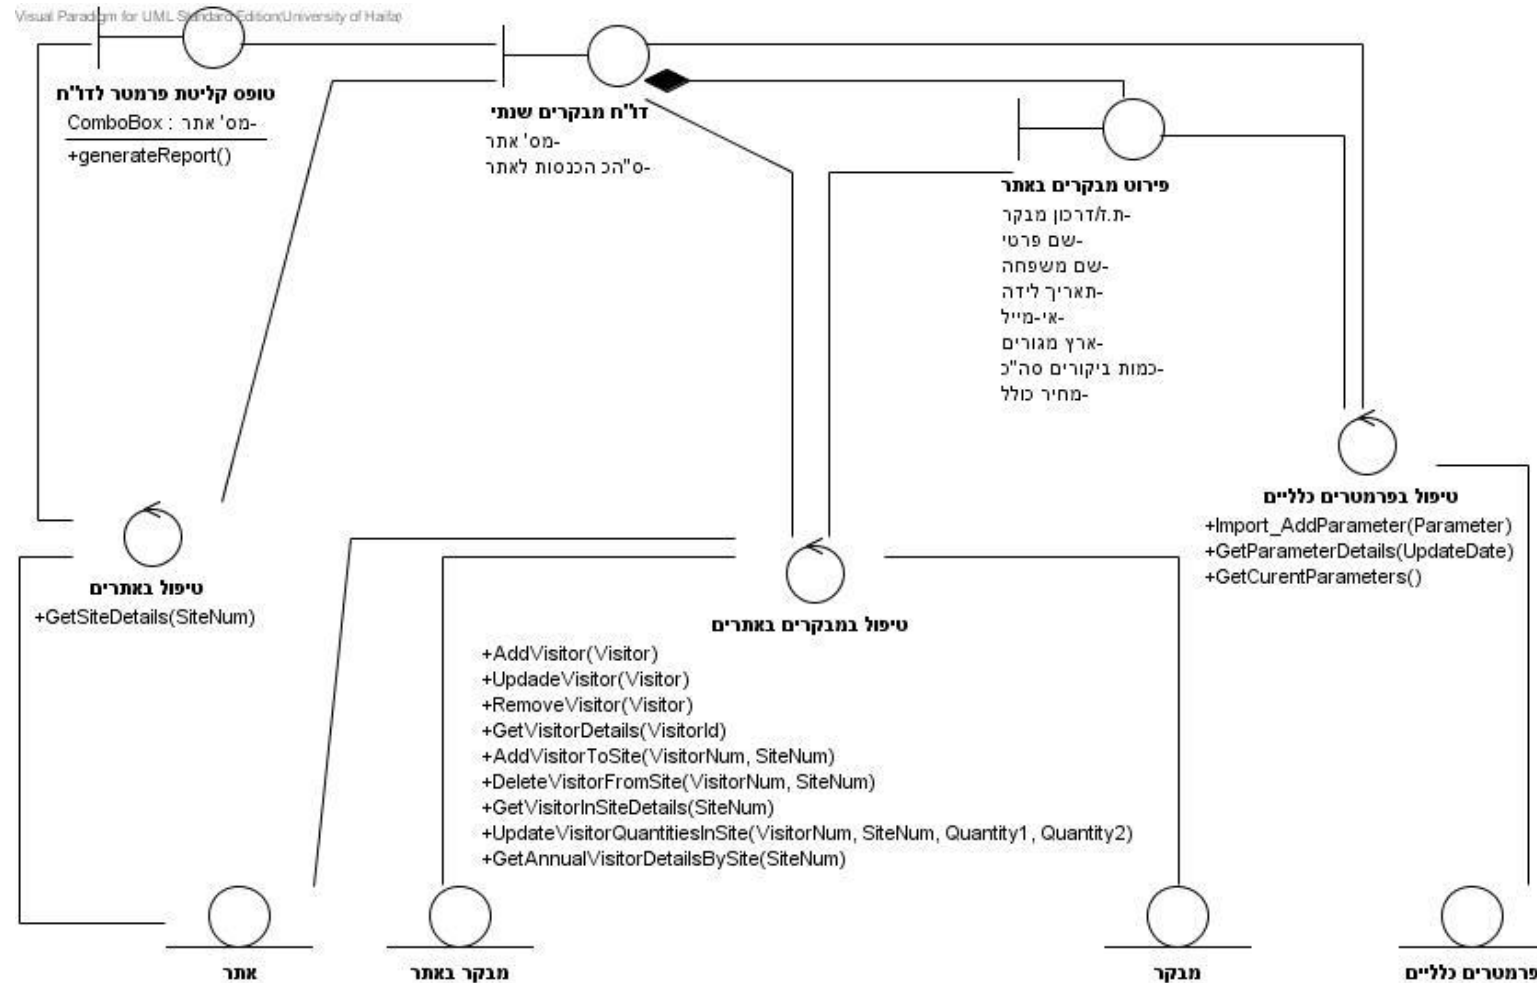 Visual Paradigm for UML Standard Edition(University of Haifa)
טופס קליטת פרמטר לדו"ח
-מס' אתר : ComboBox
+generateReport()
דו"ח מבקרים שנתי
-מס' אתר
-ס"הכ הכנסות לאתר
פירוט מבקרים באתר
-ת.ז/דרכון מבקר
-שם פרטי
-שם משפחה
-תאריך לידה
-אי-מייל
-ארץ מגורים
-כמות ביקורים סה"כ
-מחיר כולל
טיפול בפרמטרים כלליים
+Import_AddParameter(Parameter)
+GetParameterDetails(UpdateDate)
+GetCurentParameters()
טיפול באתרים
+GetSiteDetails(SiteNum)
טיפול במבקרים באתרים
+AddVisitor(Visitor)
+UpdadeVisitor(Visitor)
+RemoveVisitor(Visitor)
+GetVisitorDetails(VisitorId)
+AddVisitorToSite(VisitorNum, SiteNum)
+DeleteVisitorFromSite(VisitorNum, SiteNum)
+GetVisitorInSiteDetails(SiteNum)
+UpdateVisitorQuantitiesInSite(VisitorNum, SiteNum, Quantity1, Quantity2)
+GetAnnualVisitorDetailsBySite(SiteNum)
אתר
מבקר באתר
מבקר
פרמטרים כלליים